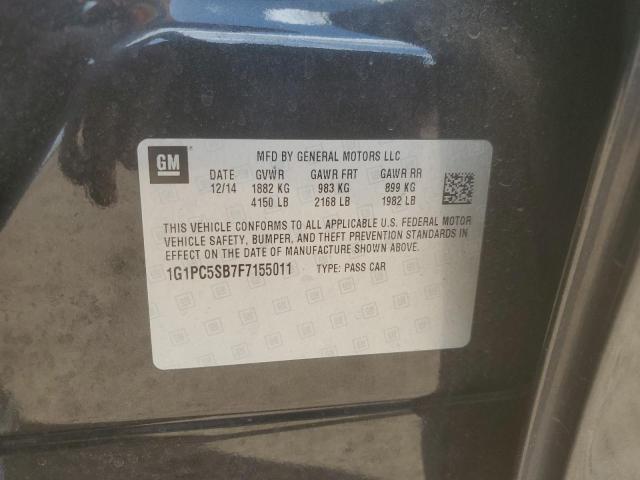 GM
MFD BY GENERAL MOTORS LLC
DATE GVWR GAWR FRT GAWR RR
12/14 1882 KG 983 KG 899 KG
4150 LB 2168 LB 1982 LB
THIS VEHICLE CONFORMS TO ALL APPLICABLE U.S. FEDERAL MOTOR
VEHICLE SAFETY, BUMPER, AND THEFT PREVENTION STANDARDS IN
EFFECT ON THE DATE OF MANUFACTURE SHOWN ABOVE.
1G1PC5SB7F7155011 TYPE: PASS CAR